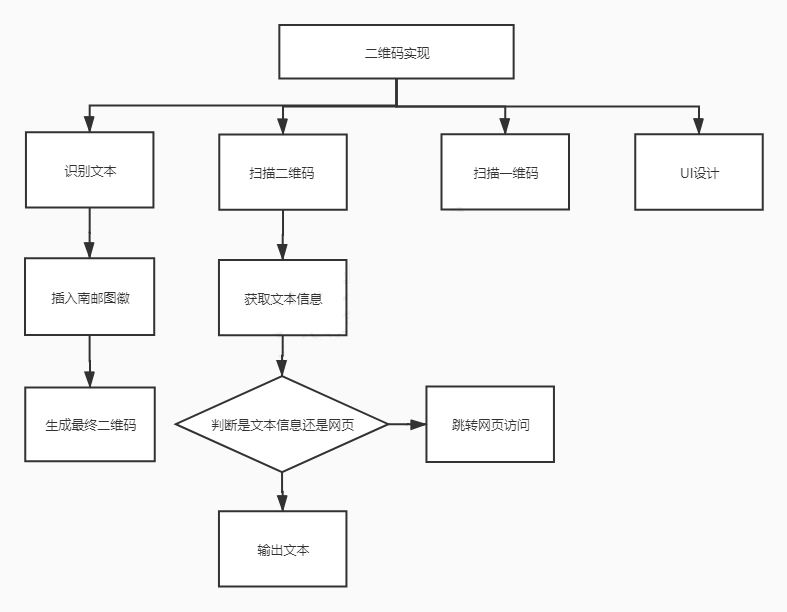 二维码实现
识别文本
扫描二维码
扫描一维码
UI设计
插入南邮图徽
获取文本信息
生成最终二维码
判断是文本信息还是网页
跳转网页访问
输出文本